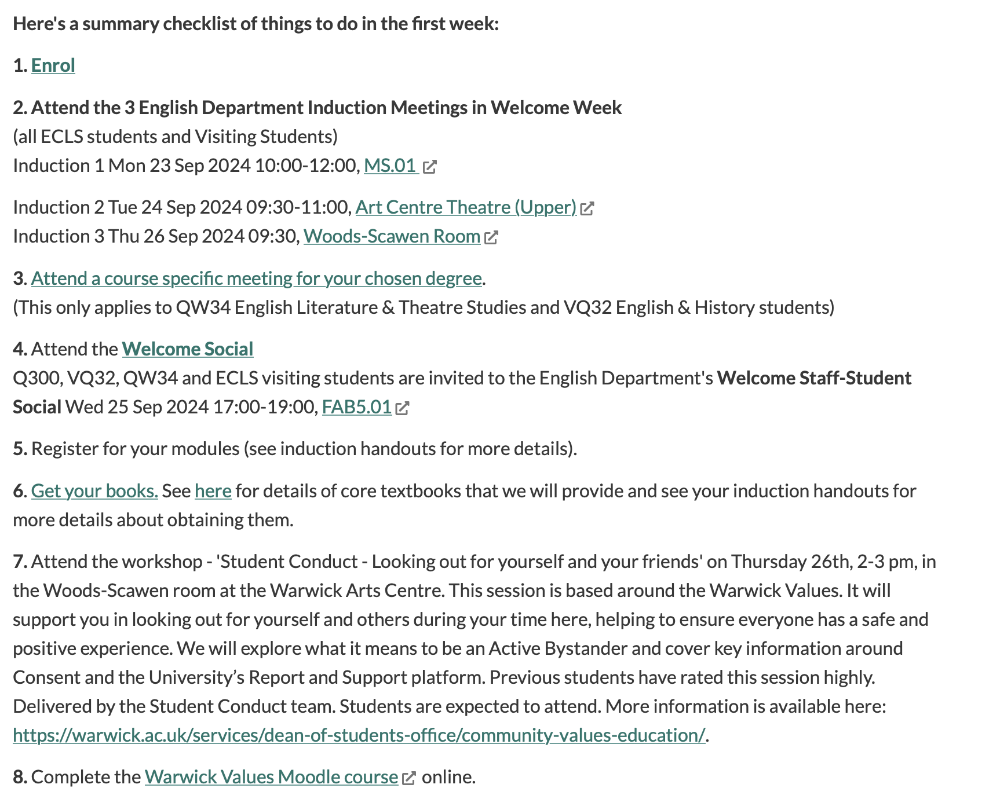 Here's a summary checklist of things to do in the first week:
1. Enrol
2. Attend the 3 English Department Induction Meetings in Welcome Week
(all ECLS students and Visiting Students)
Induction 1 Mon 23 Sep 2024 10:00-12:00, MS.01
Induction 2 Tue 24 Sep 2024 09:30-11:00, Art Centre Theatre (Upper)
Induction 3 Thu 26 Sep 2024 09:30, Woods-Scawen Room
3. Attend a course specific meeting for your chosen degree.
(This only applies to QW34 English Literature & Theatre Studies and VQ32 English & History students)
4. Attend the Welcome Social
Q300, VQ32, QW34 and ECLS visiting students are invited to the English Department's Welcome Staff-Student
Social Wed 25 Sep 2024 17:00-19:00, FAB5.01
5. Register for your modules (see induction handouts for more details).
6. Get your books. See here for details of core textbooks that we will provide and see your induction handouts for
more details about obtaining them.
7. Attend the workshop - 'Student Conduct - Looking out for yourself and your friends' on Thursday 26th, 2-3 pm, in
the Woods-Scawen room at the Warwick Arts Centre. This session is based around the Warwick Values. It will
support you in looking out for yourself and others during your time here, helping to ensure everyone has a safe and
positive experience. We will explore what it means to be an Active Bystander and cover key information around
Consent and the University’s Report and Support platform. Previous students have rated this session highly.
Delivered by the Student Conduct team. Students are expected to attend. More information is available here:
https://warwick.ac.uk/services/dean-of-students-office/community-values-education/.
8. Complete the Warwick Values Moodle course online.